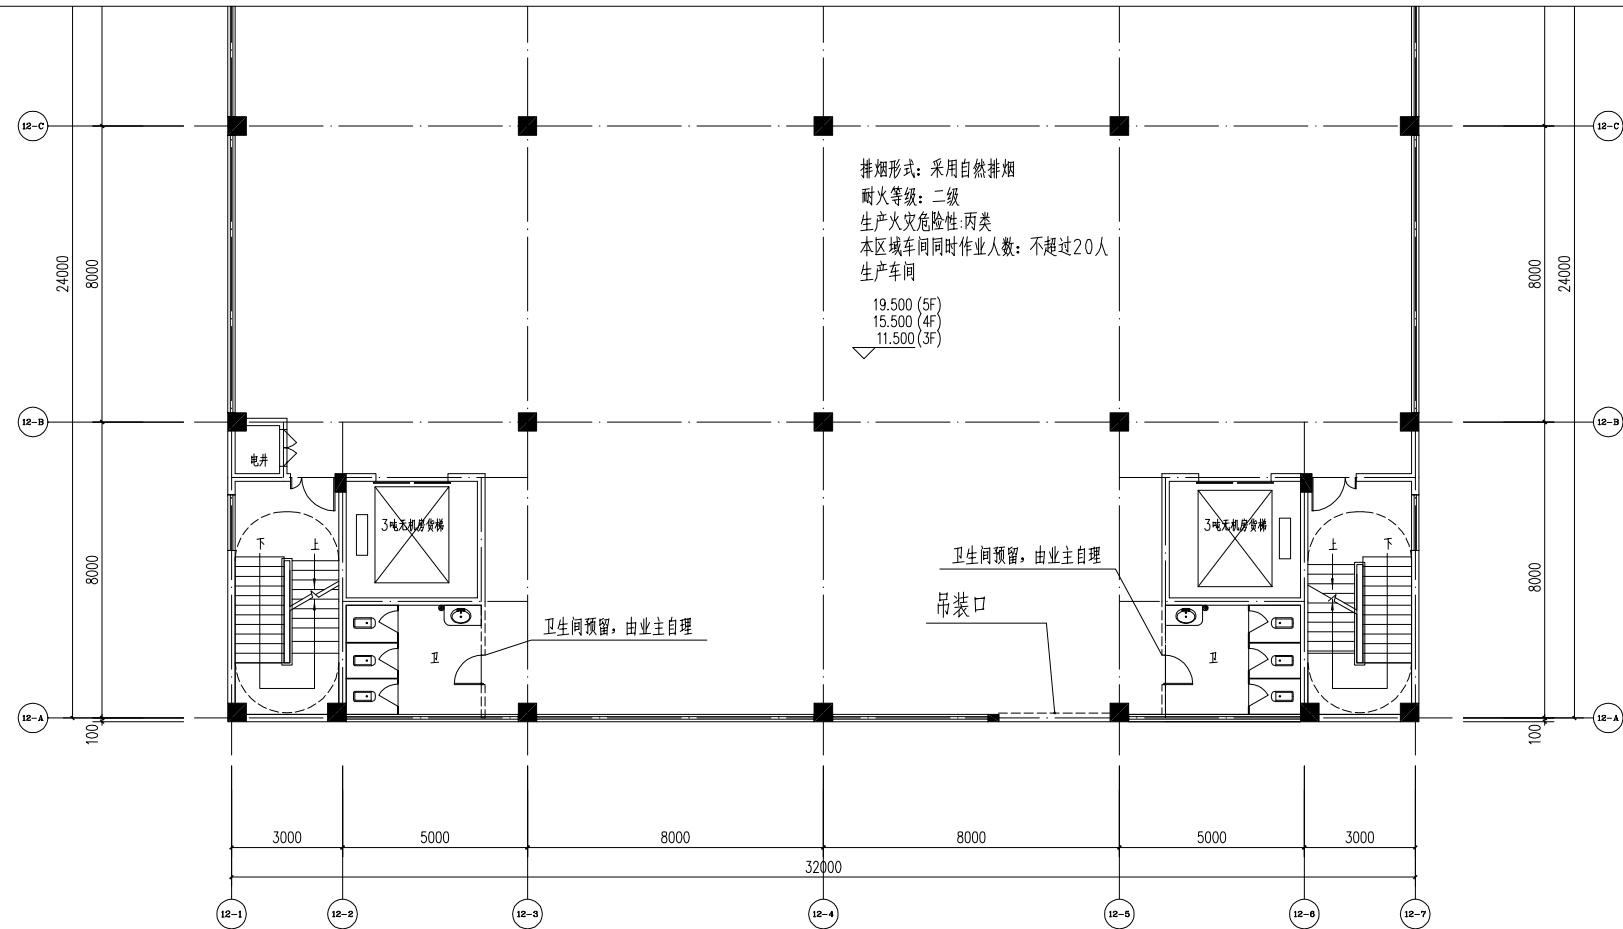 12-C
12-C
排烟形式：采用自然排烟
耐火等级：二级
生产火灾危险性:丙类
本区域车间同时作业人数：不超过20人
生产车间
24000
8000
8000
24000
19.500 (5F)
15.500 (4F)
11.500 (3F)
12-B
12-B
电井
3吨无机房货梯
3吨无机房货梯
下
上
上
下
卫生间预留，由业主自理
8000
8000
吊装口
卫生间预留，由业主自理
卫
卫
12-A
12-A
100
100
3000
5000
8000
8000
5000
3000
32000
12-1
12-2
12-3
12-4
12-5
12-6
12-7